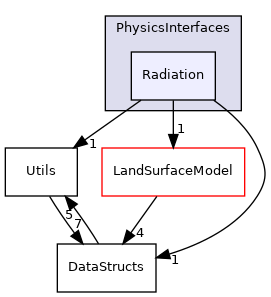 PhysicsInterfaces
Radiation
1
1
Utils
LandSurfaceModel
5
7
4
1
DataStructs